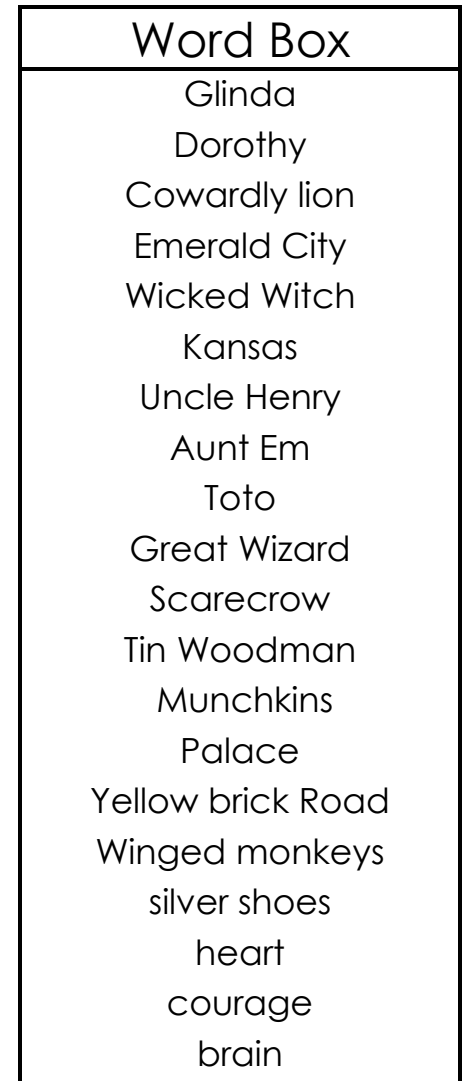 Word Box
Glinda
Dorothy
Cowardly lion
Emerald City
Wicked Witch
Kansas
Uncle Henry
Aunt Em
Toto
Great Wizard
Scarecrow
Tin Woodman
Munchkins
Palace
Yellow brick Road
Winged monkeys
silver shoes
heart
courage
brain